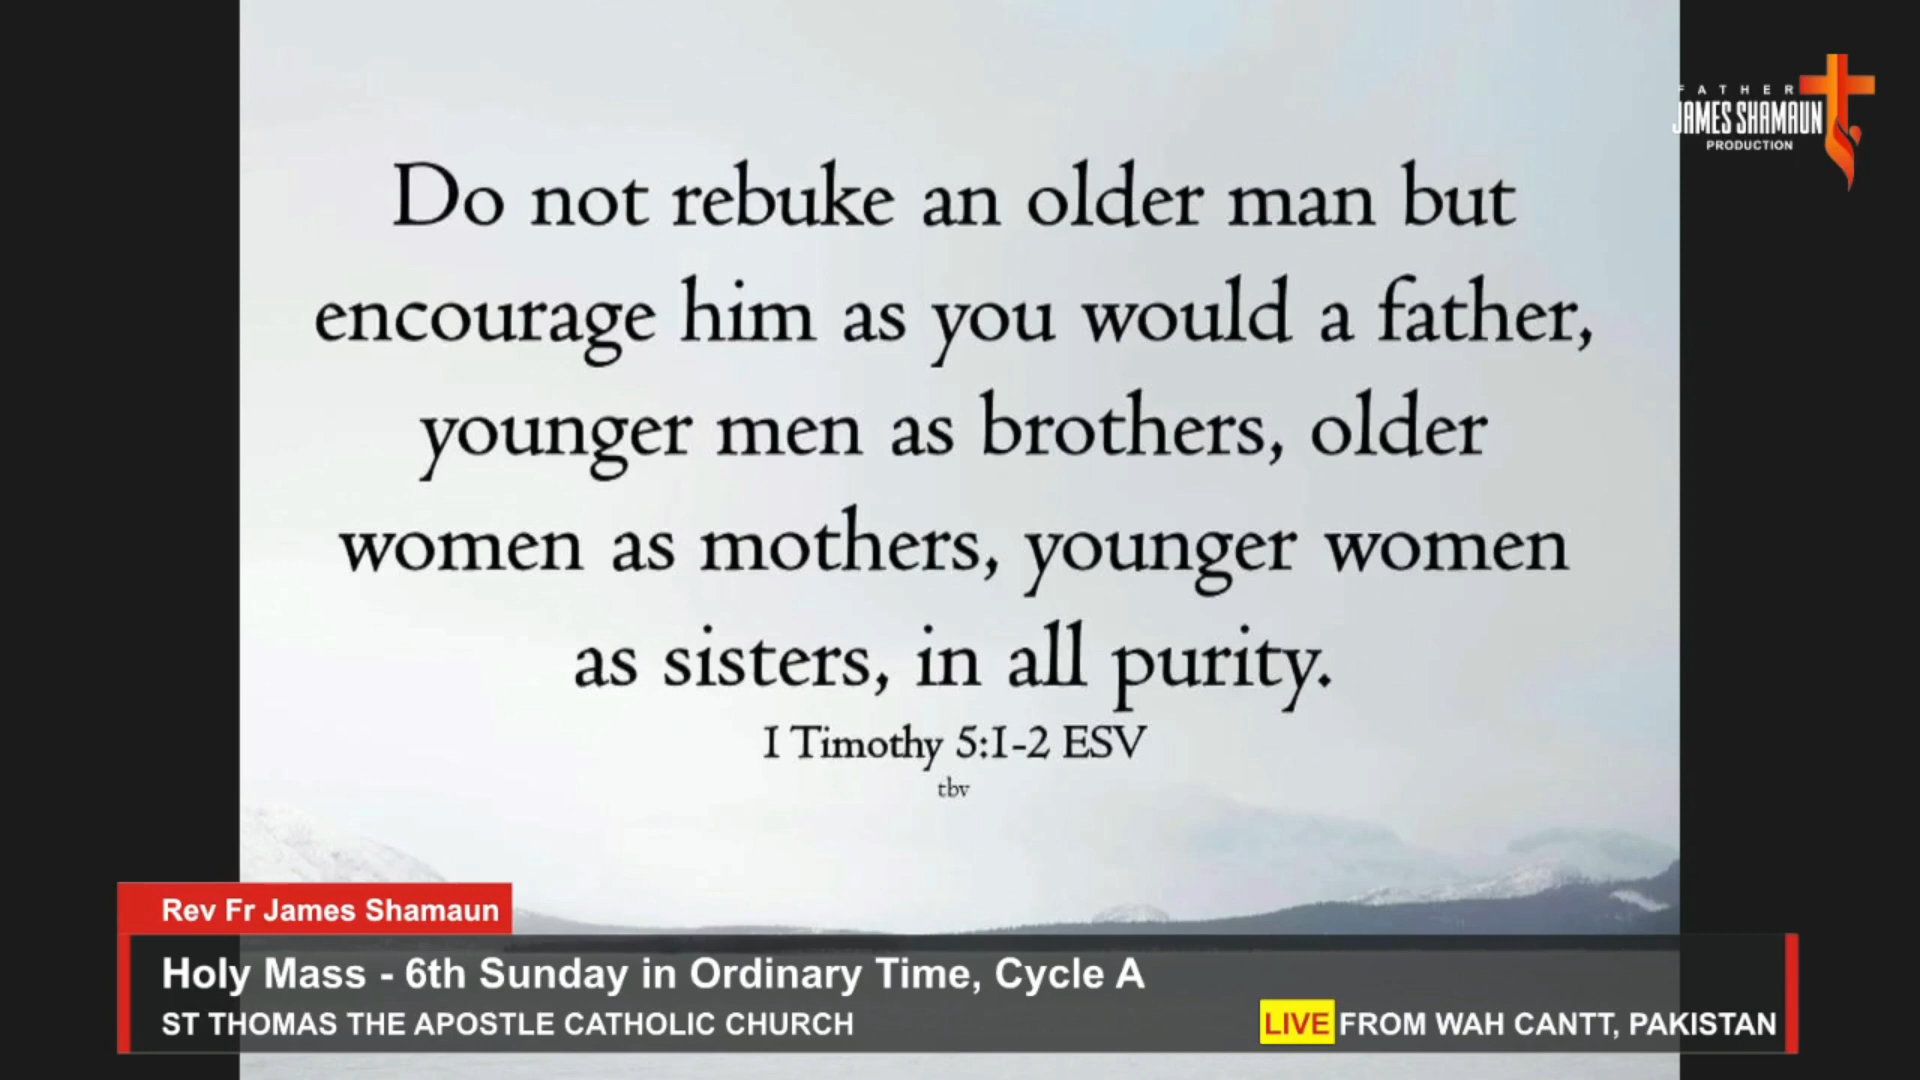 FATHER
JAMES SHAMAUN
PRODUCTION
Do not rebuke an older man but
encourage him as you would a father,
younger men as brothers, older
women as mothers, younger women
as sisters, in all purity.
I Timothy 5:1-2 ESV
tbv
Rev Fr James Shamaun
Holy Mass - 6th Sunday in Ordinary Time, Cycle A
ST THOMAS THE APOSTLE CATHOLIC CHURCH
LIVE FROM WAH CANTT, PAKISTAN